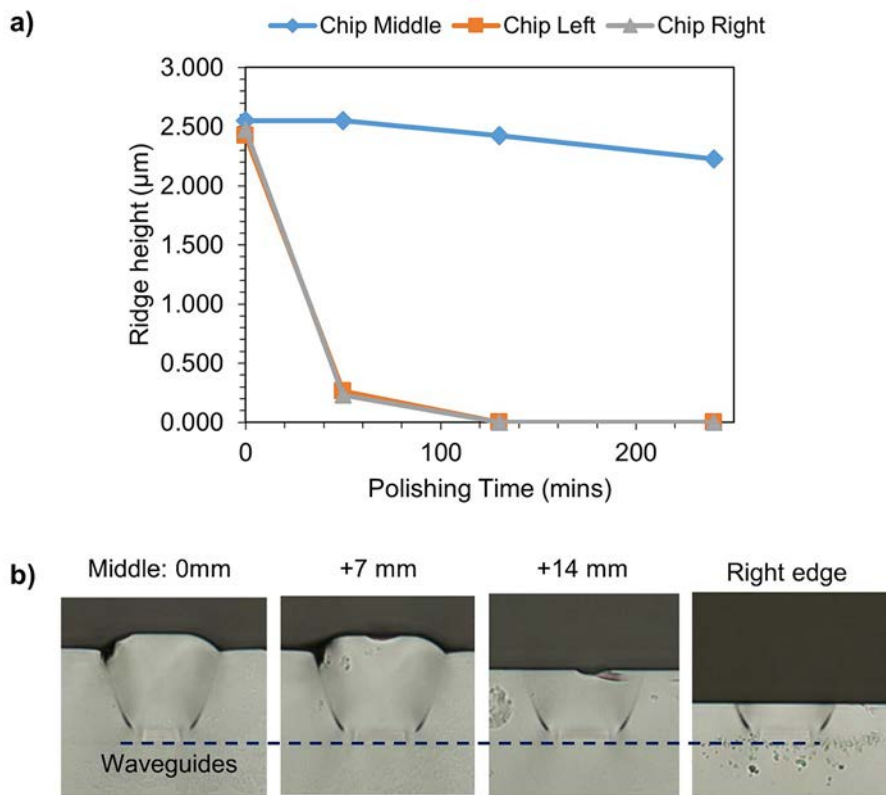 a)
Chip Middle Chip Left Chip Right
3.000
2.500
2.000
1.500
1.000
0.500
0.000
Ridge height (µm)
0 100 200
Polishing Time (mins)
b)
Middle: 0mm +7 mm +14 mm Right edge
Waveguides